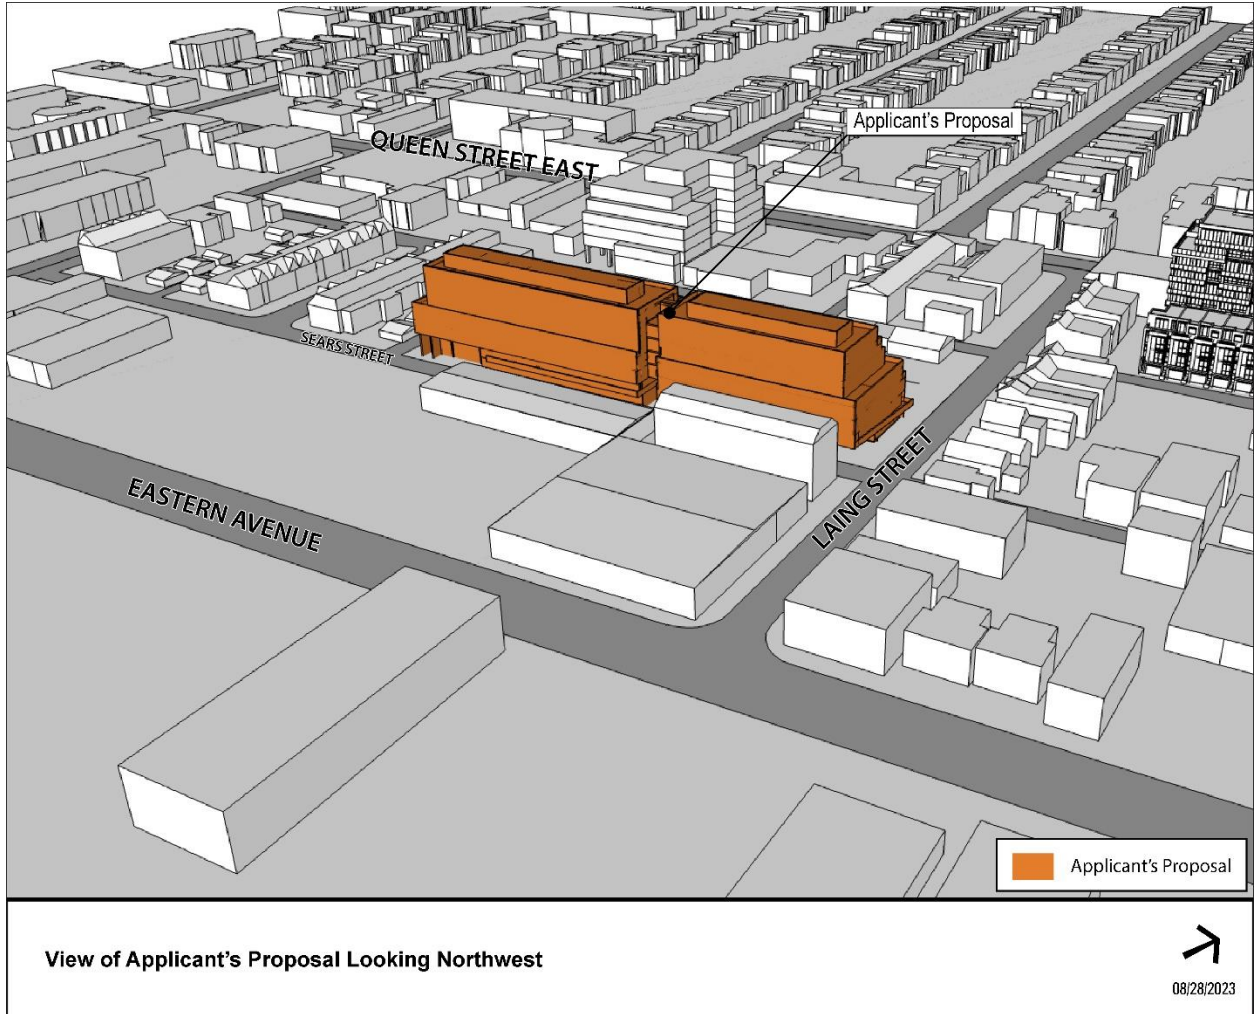 Applicant's Proposal
QUEEN STREET EAST
SEARS STREET
EASTERN AVENUE
LAING STREET
Applicant's Proposal
View of Applicant's Proposal Looking Northwest
08/28/2023